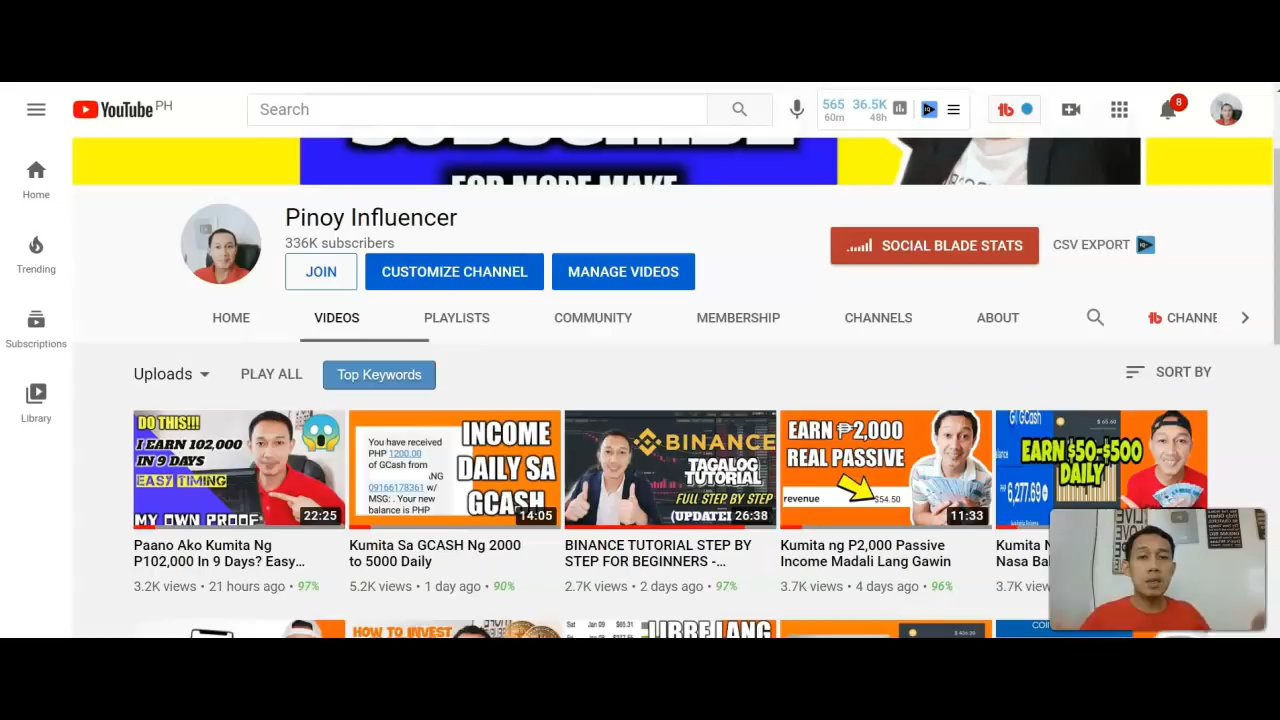 YouTube PH
Search
565 36.5K
60m 48h
8
FOR MORE MAKE
Home
Trending
Subscriptions
Library
Pinoy Influencer
336K subscribers
JOIN
CUSTOMIZE CHANNEL
MANAGE VIDEOS
SOCIAL BLADE STATS
CSV EXPORT
HOME
VIDEOS
PLAYLISTS
COMMUNITY
MEMBERSHIP
CHANNELS
ABOUT
CHANNE
Uploads
PLAY ALL
Top Keywords
SORT BY
DO THIS!!!
I EARN 102,000
IN 9 DAYS
EASY TIMING
MY OWN PROOF
22:25
You have received
PHP 1200.00
of GCash from
09166178361 w/
MSG: . Your new
balance is PHP
INCOME
DAILY SA
GCASH
14:05
BINANCE
TAGALOG
TUTORIAL
FULL STEP BY STEP
26:38
EARN ₱2,000
REAL PASSIVE
revenue
$54.50
11:33
GCash
EARN $50-$500
DAILY
6,277.69
Paano Ako Kumita Ng
P102,000 In 9 Days? Easy...
3.2K views • 21 hours ago • 97%
Kumita Sa GCASH Ng 2000
to 5000 Daily
5.2K views • 1 day ago • 90%
BINANCE TUTORIAL STEP BY
STEP FOR BEGINNERS -...
2.7K views • 2 days ago • 97%
Kumita ng P2,000 Passive
Income Madali Lang Gawin
3.7K views • 4 days ago • 96%
Kumita N
Nasa Ba
3.7K view
HOW TO INVEST
Sat Jan 09 $65.31
LIBRE LANG